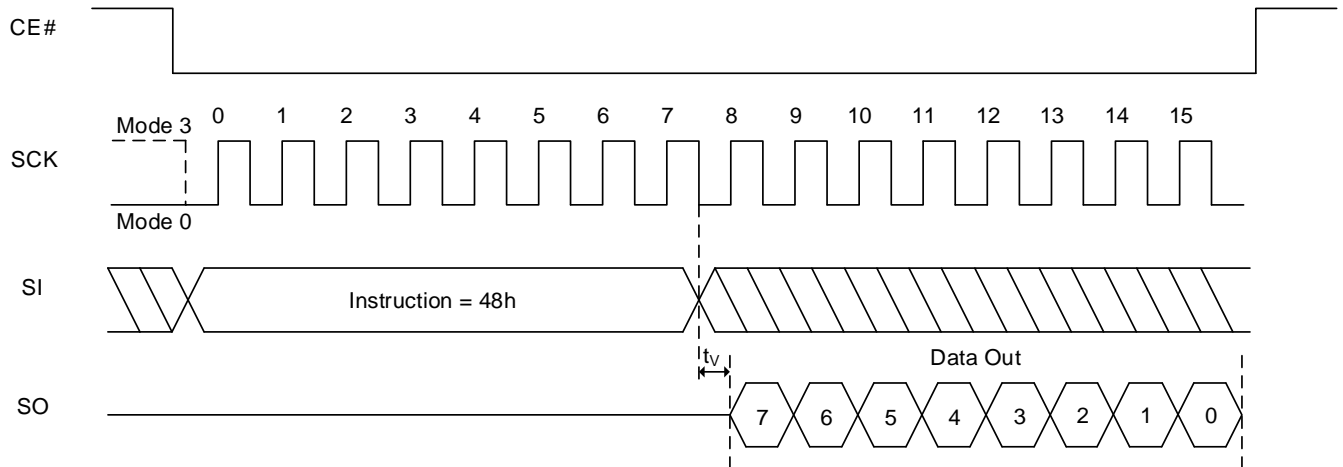 CE#
0 1 2 3 4 5 6 7 8 9 10 11 12 13 14 15
Mode 3
SCK
Mode 0
SI
Instruction = 48h
tV
Data Out
SO
7 6 5 4 3 2 1 0